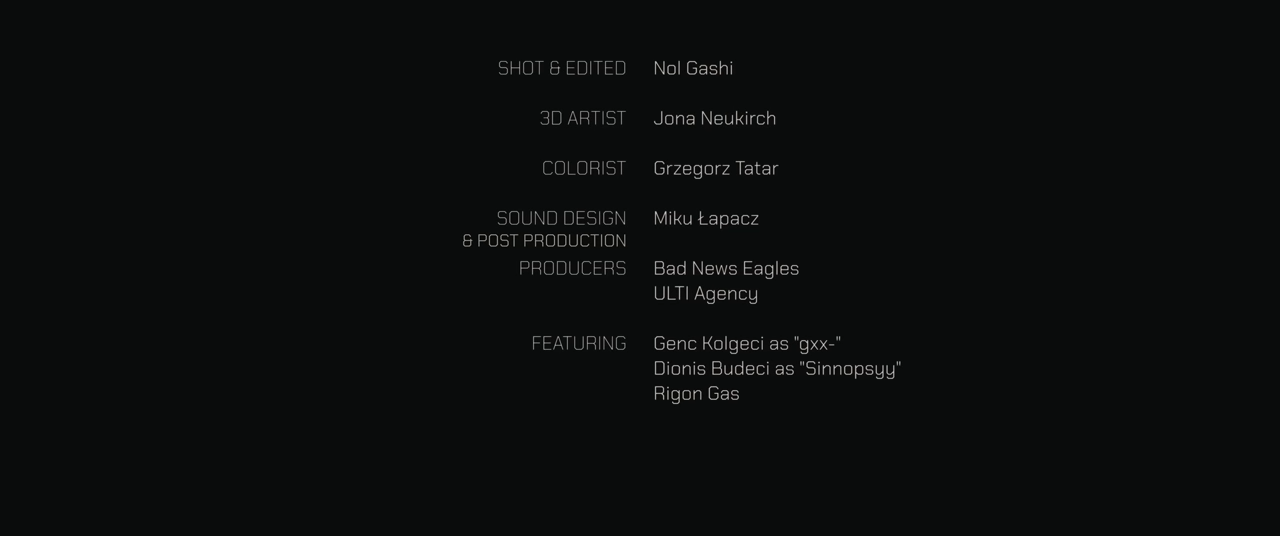 SHOT & EDITED Nol Gashi
3D ARTIST Jona Neukirch
COLORIST Grzegorz Tatar
SOUND DESIGN Miku Łapacz
& POST PRODUCTION
PRODUCERS Bad News Eagles
ULTI Agency
FEATURING Genc Kolgeci as "gxx-"
Dionis Budeci as "Sinnopsyy"
Rigon Gas